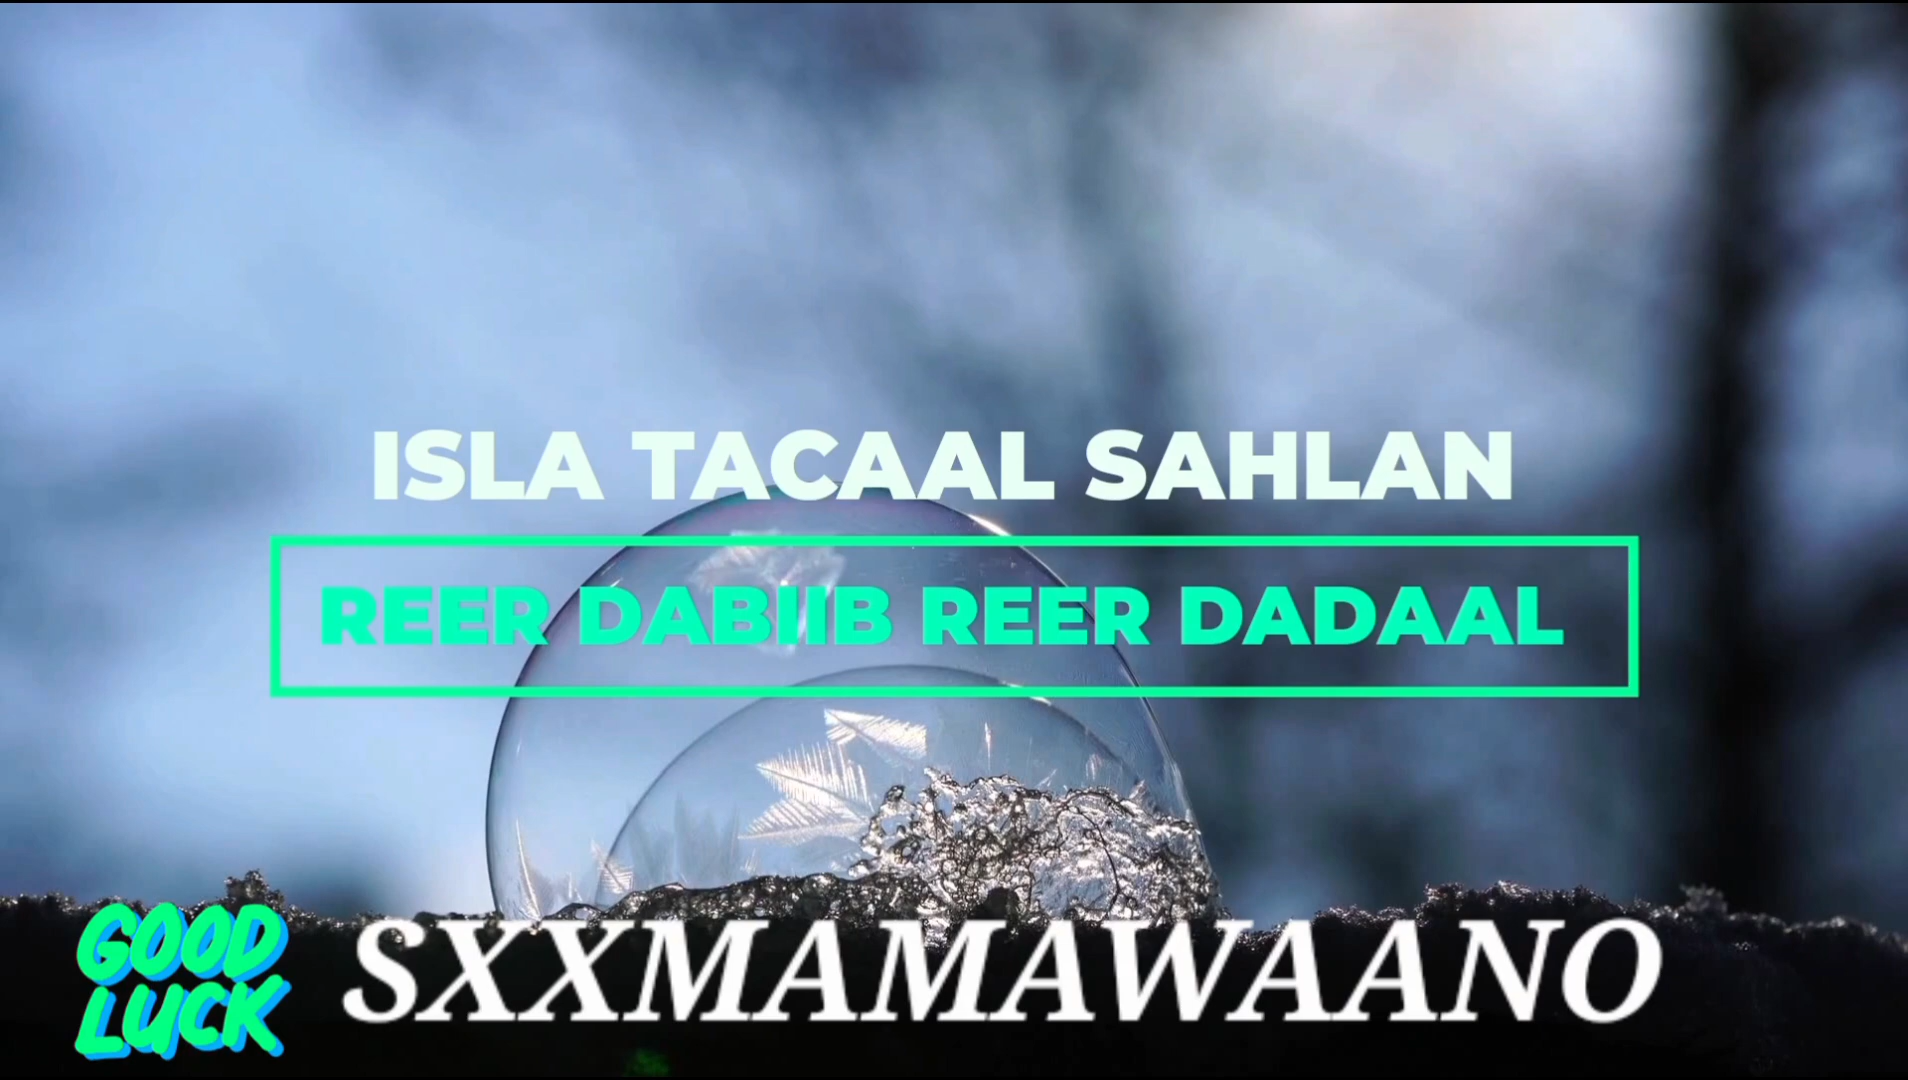 ISLA TACAAL SAHLAN
REER DABIIB REER DADAAL
GOOD
LUCK
SXXMAMAWAANO